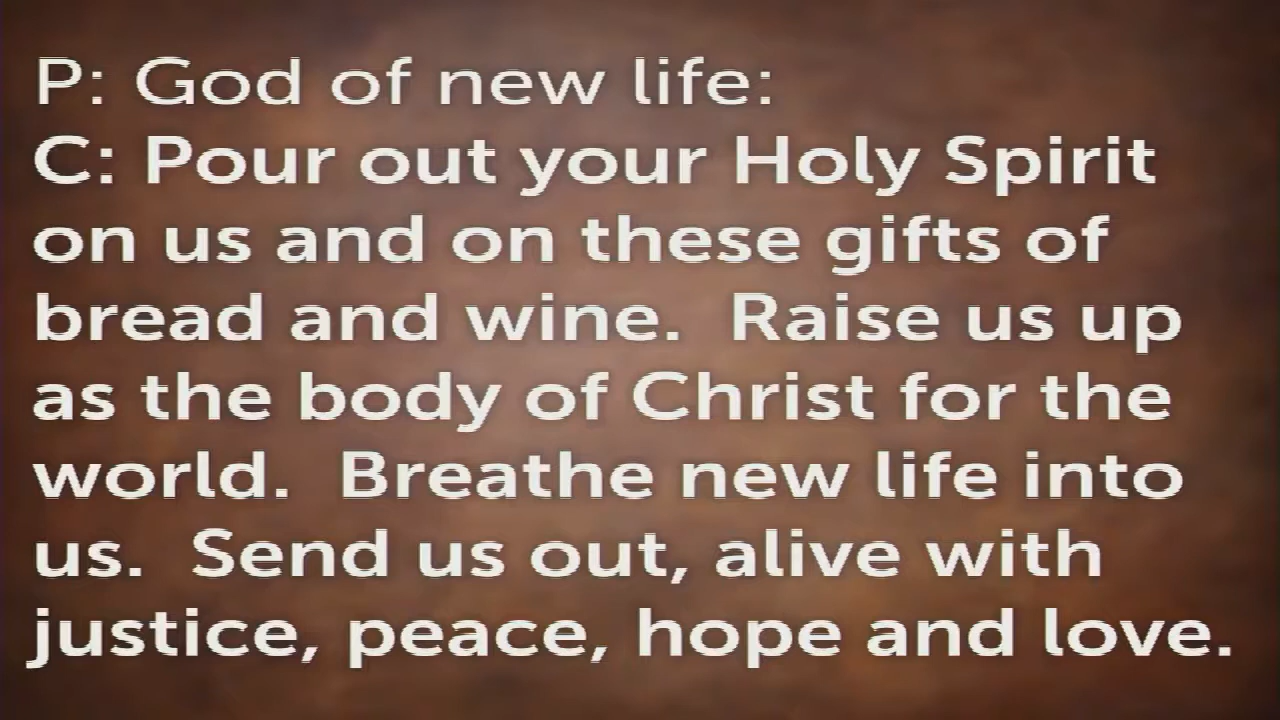 P: God of new life:
C: Pour out your Holy Spirit
on us and on these gifts of
bread and wine.  Raise us up
as the body of Christ for the
world.  Breathe new life into
us.  Send us out, alive with
justice, peace, hope and love.